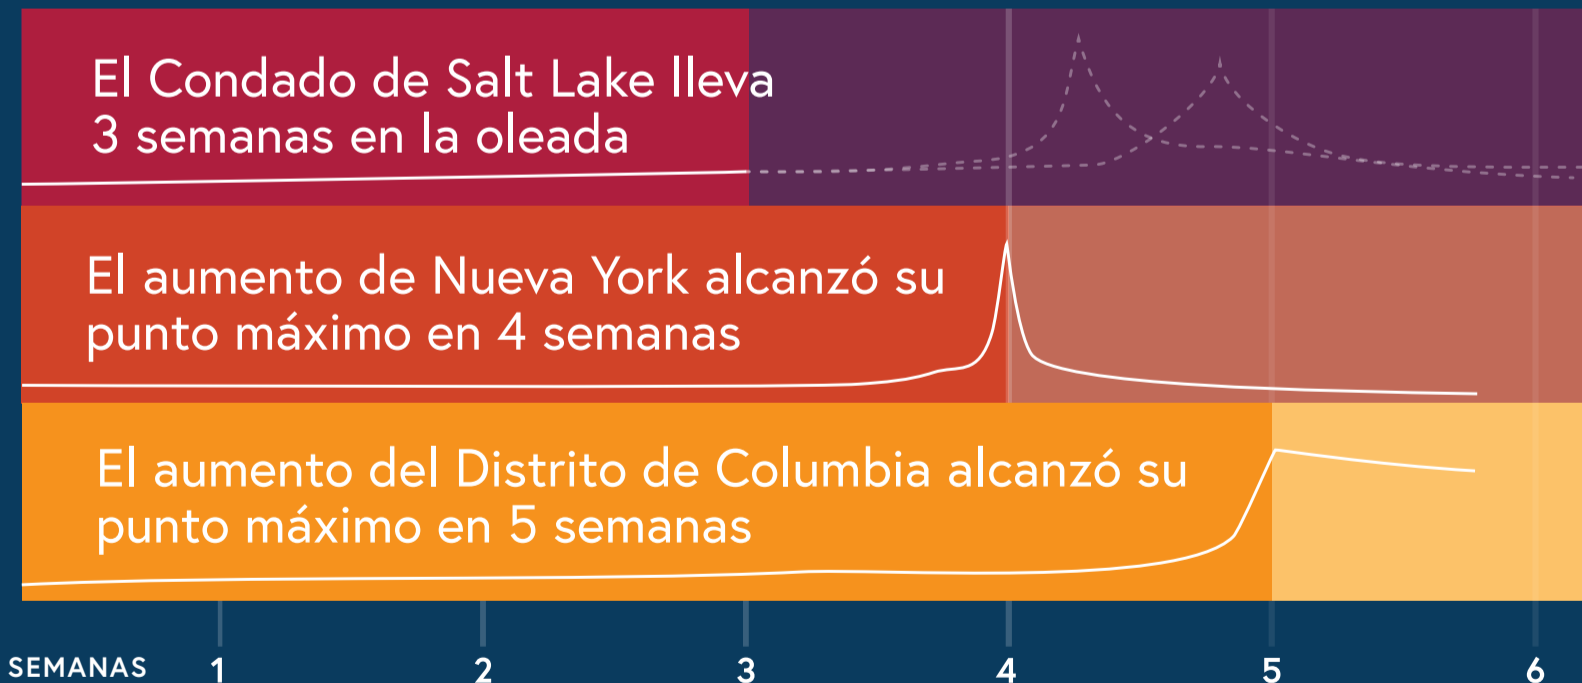 El Condado de Salt Lake lleva
3 semanas en la oleada
El aumento de Nueva York alcanzó su
punto máximo en 4 semanas
El aumento del Distrito de Columbia alcanzó su
punto máximo en 5 semanas
SEMANAS 1 2 3 4 5 6